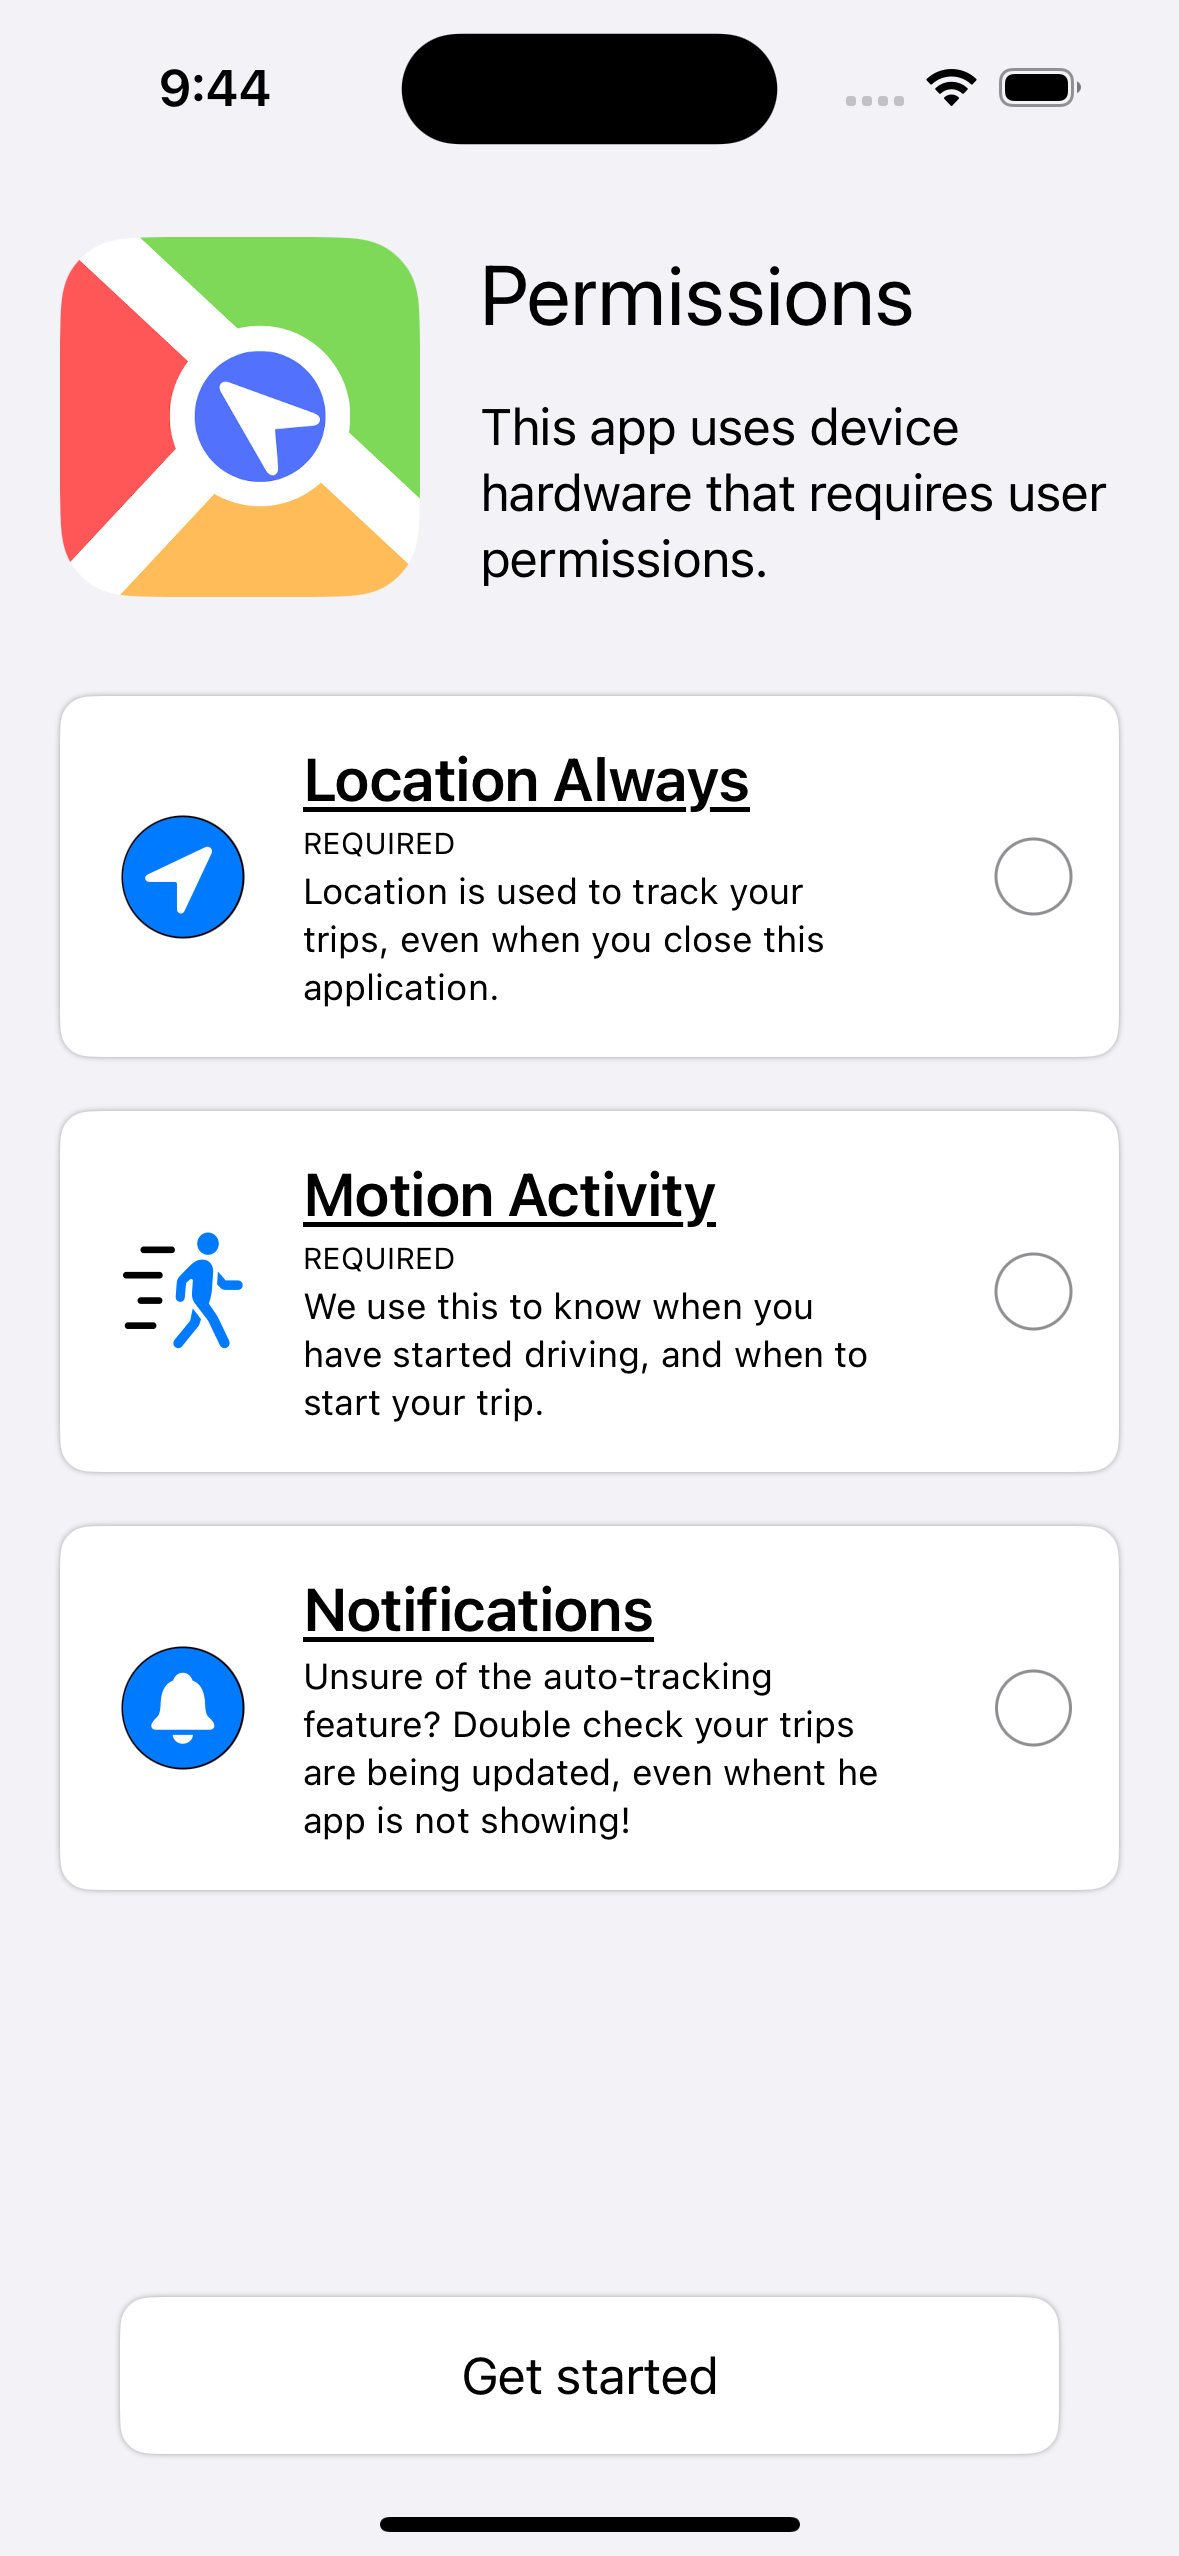 9:44
Permissions
This app uses device
hardware that requires user
permissions.
Location Always
REQUIRED
Location is used to track your
trips, even when you close this
application.
Motion Activity
REQUIRED
We use this to know when you
have started driving, and when to
start your trip.
Notifications
Unsure of the auto-tracking
feature? Double check your trips
are being updated, even whent he
app is not showing!
Get started